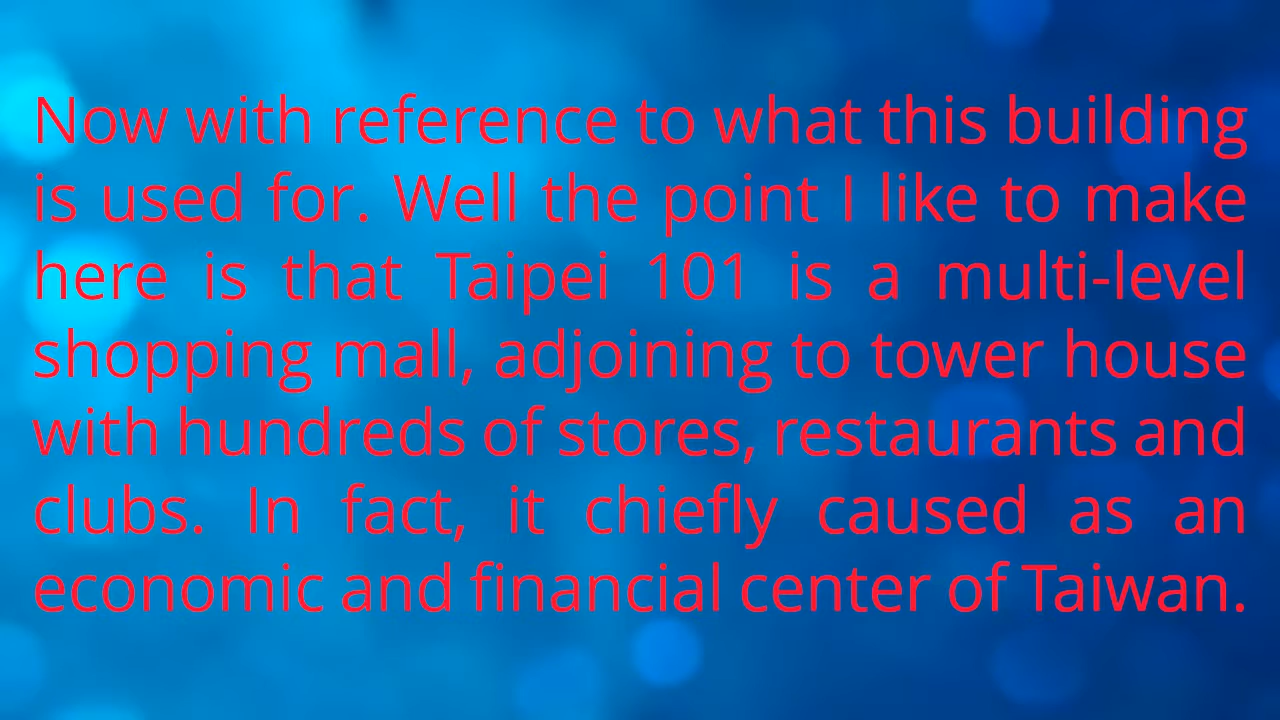 Now with reference to what this building
is used for. Well the point I like to make
here is that Taipei 101 is a multi-level
shopping mall, adjoining to tower house
with hundreds of stores, restaurants and
clubs. In fact, it chiefly caused as an
economic and financial center of Taiwan.